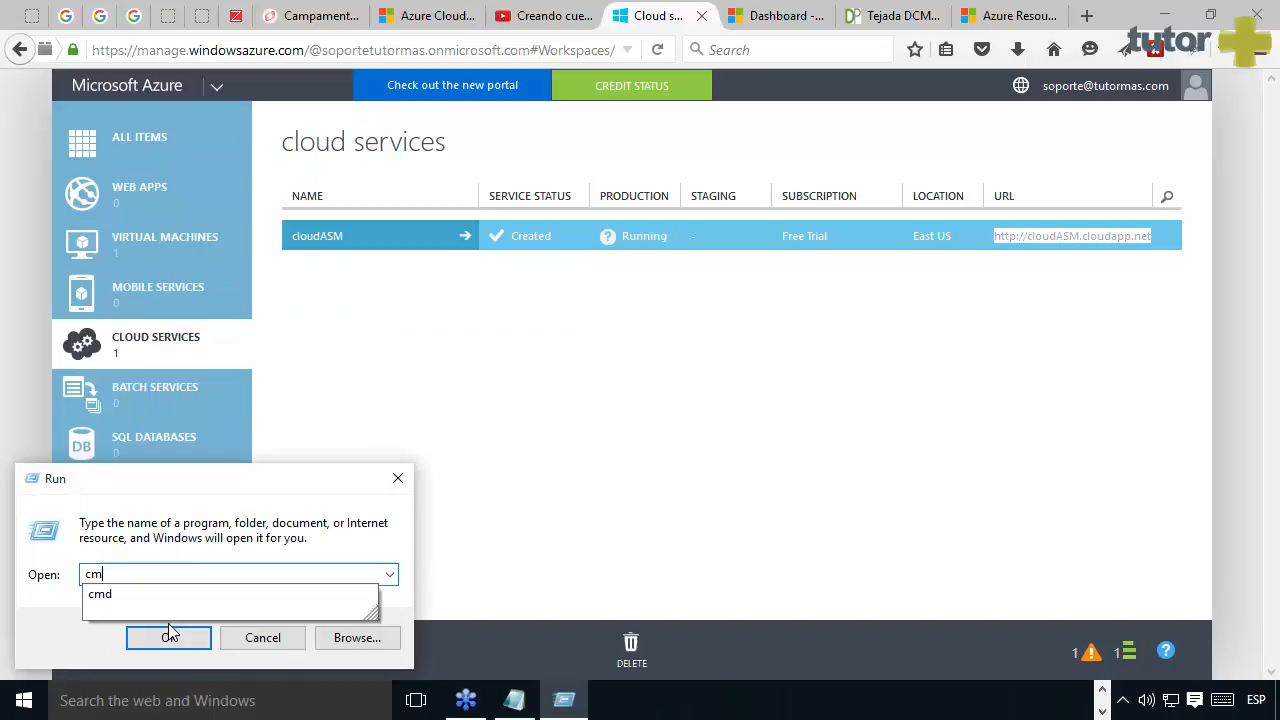 Campament...
Azure Cloud...
Creando cue...
Cloud s...
Dashboard -...
Tejada DCM...
Azure Resou...
https://manage.windowsazure.com/@soportetutormas.onmicrosoft.com#Workspaces/
Search
tutor
Microsoft Azure
Check out the new portal
CREDIT STATUS
soporte@tutormas.com
ALL ITEMS
WEB APPS
0
VIRTUAL MACHINES
1
MOBILE SERVICES
0
CLOUD SERVICES
1
BATCH SERVICES
0
SQL DATABASES
0
DB
cloud services
NAME SERVICE STATUS PRODUCTION STAGING SUBSCRIPTION LOCATION URL
cloudASM Created Running - Free Trial East US http://cloudASM.cloudapp.net
Run
Type the name of a program, folder, document, or Internet
resource, and Windows will open it for you.
Open: cm
cmd
OK Cancel Browse...
DELETE
1 1
Search the web and Windows
ESP